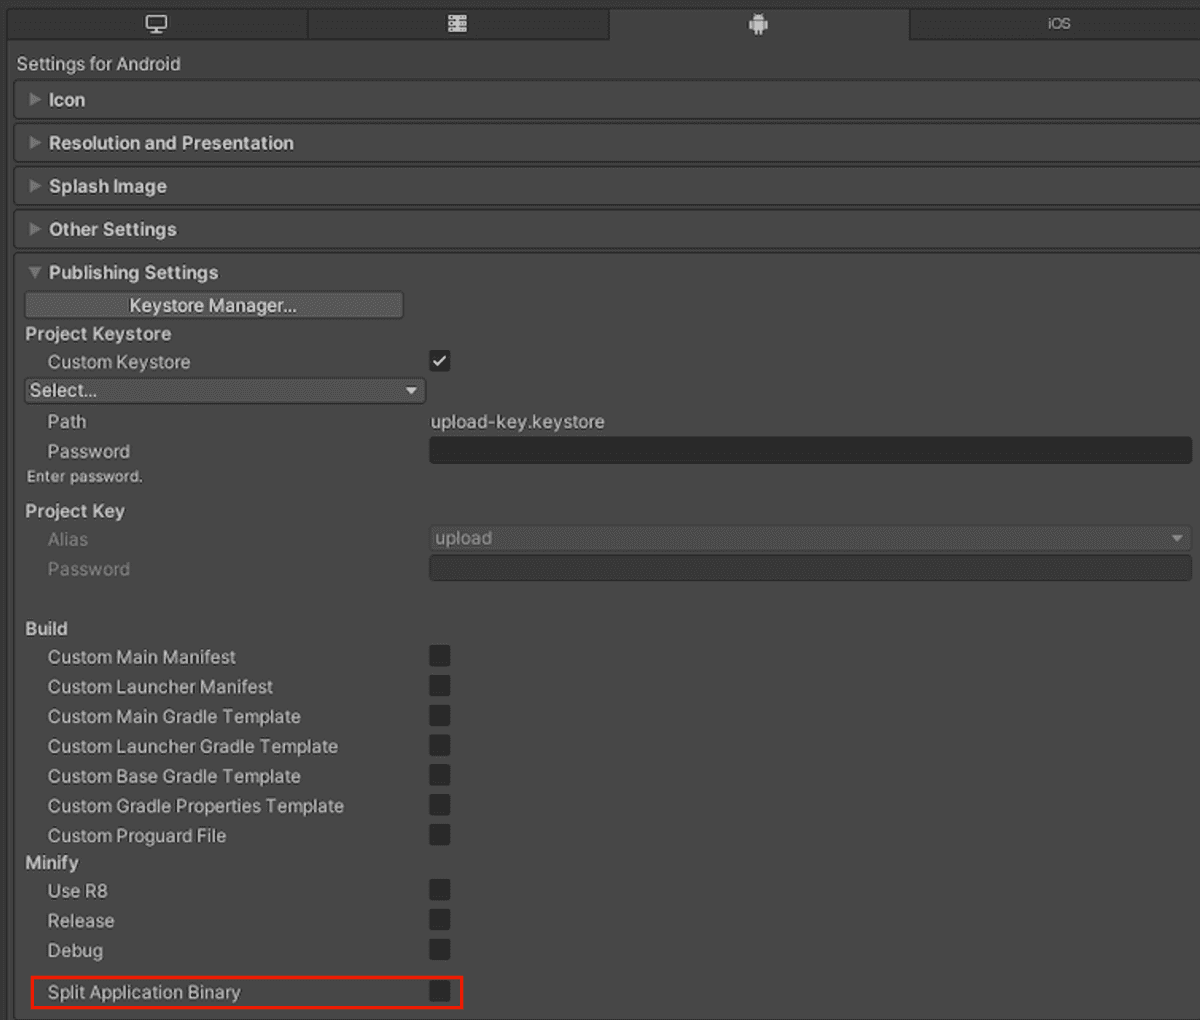 iOS
Settings for Android
Icon
Resolution and Presentation
Splash Image
Other Settings
Publishing Settings
Keystore Manager...
Project Keystore
Custom Keystore
Select...
Path upload-key.keystore
Password
Enter password.
Project Key
Alias upload
Password
Build
Custom Main Manifest
Custom Launcher Manifest
Custom Main Gradle Template
Custom Launcher Gradle Template
Custom Base Gradle Template
Custom Gradle Properties Template
Custom Proguard File
Minify
Use R8
Release
Debug
Split Application Binary